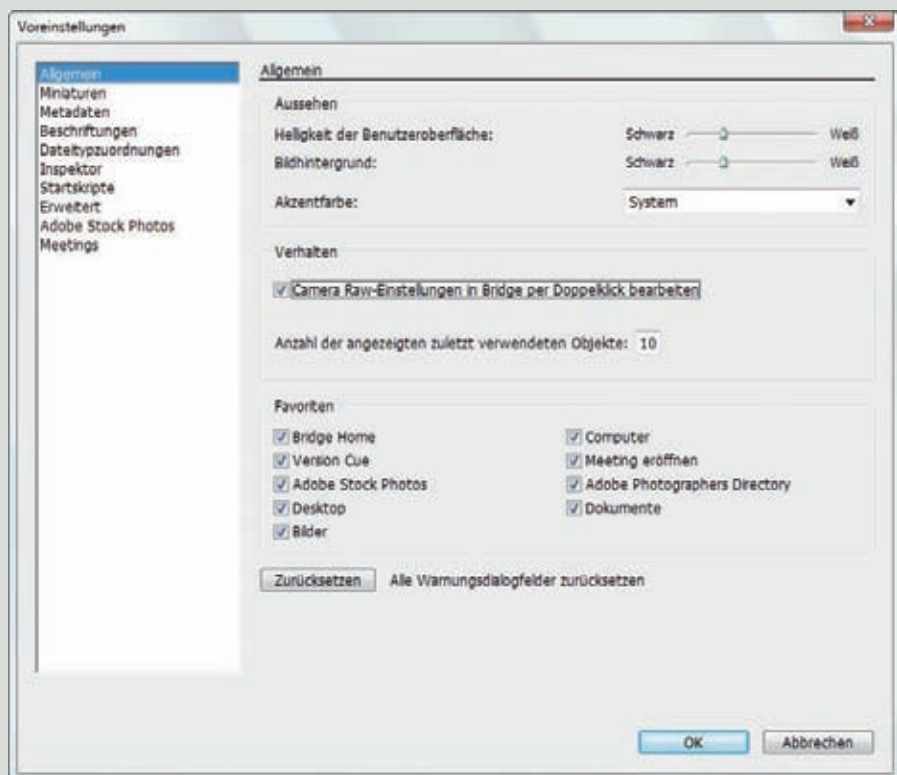 Voreinstellungen
Allgemein
Miniaturen
Metadaten
Beschriftungen
Dateitypzuordnungen
Inspektor
Startskripte
Erweitert
Adobe Stock Photos
Meetings
Allgemein
Aussehen
Helligkeit der Benutzeroberfläche: Schwarz Weiß
Bildhintergrund: Schwarz Weiß
Akzentfarbe: System
Verhalten
Camera Raw-Einstellungen in Bridge per Doppelklick bearbeiten
Anzahl der angezeigten zuletzt verwendeten Objekte: 10
Favoriten
Bridge Home
Version Cue
Adobe Stock Photos
Desktop
Bilder
Computer
Meeting eröffnen
Adobe Photographers Directory
Dokumente
Zurücksetzen Alle Warnungsdialogfelder zurücksetzen
OK Abbrechen